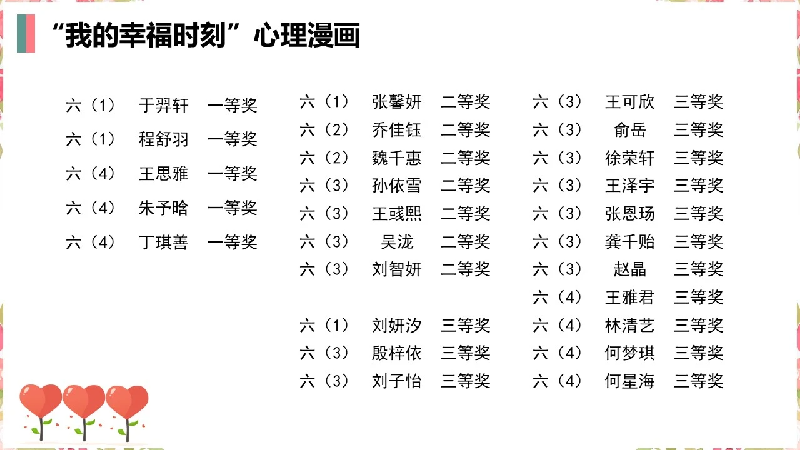 “我的幸福时刻”心理漫画
六（1） 于羿轩 一等奖
六（1） 程舒羽 一等奖
六（4） 王思雅 一等奖
六（4） 朱予晗 一等奖
六（4） 丁琪善 一等奖
六（1） 张馨妍 二等奖
六（2） 乔佳钰 二等奖
六（2） 魏千惠 二等奖
六（3） 孙依雪 二等奖
六（3） 王彧熙 二等奖
六（3） 吴泷 二等奖
六（3） 刘智妍 二等奖
六（1） 刘妍汐 三等奖
六（3） 殷梓依 三等奖
六（3） 刘子怡 三等奖
六（3） 王可欣 三等奖
六（3） 俞岳 三等奖
六（3） 徐荣轩 三等奖
六（3） 王泽宇 三等奖
六（3） 张恩玚 三等奖
六（3） 龚千贻 三等奖
六（3） 赵晶 三等奖
六（4） 王雅君 三等奖
六（4） 林清艺 三等奖
六（4） 何梦琪 三等奖
六（4） 何星海 三等奖